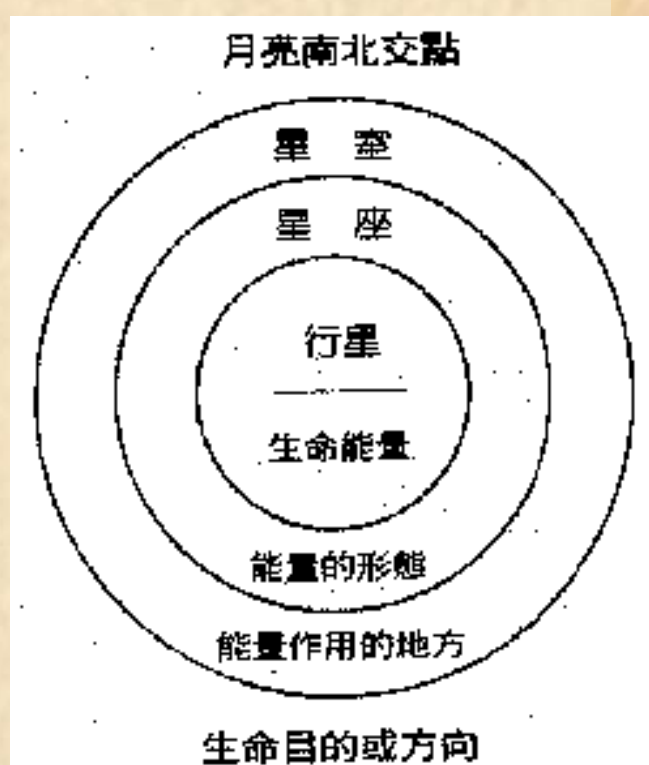 月亮南北交點
星 室
星 座
行星
生命能量
能量的形態
能量作用的地方
生命目的或方向